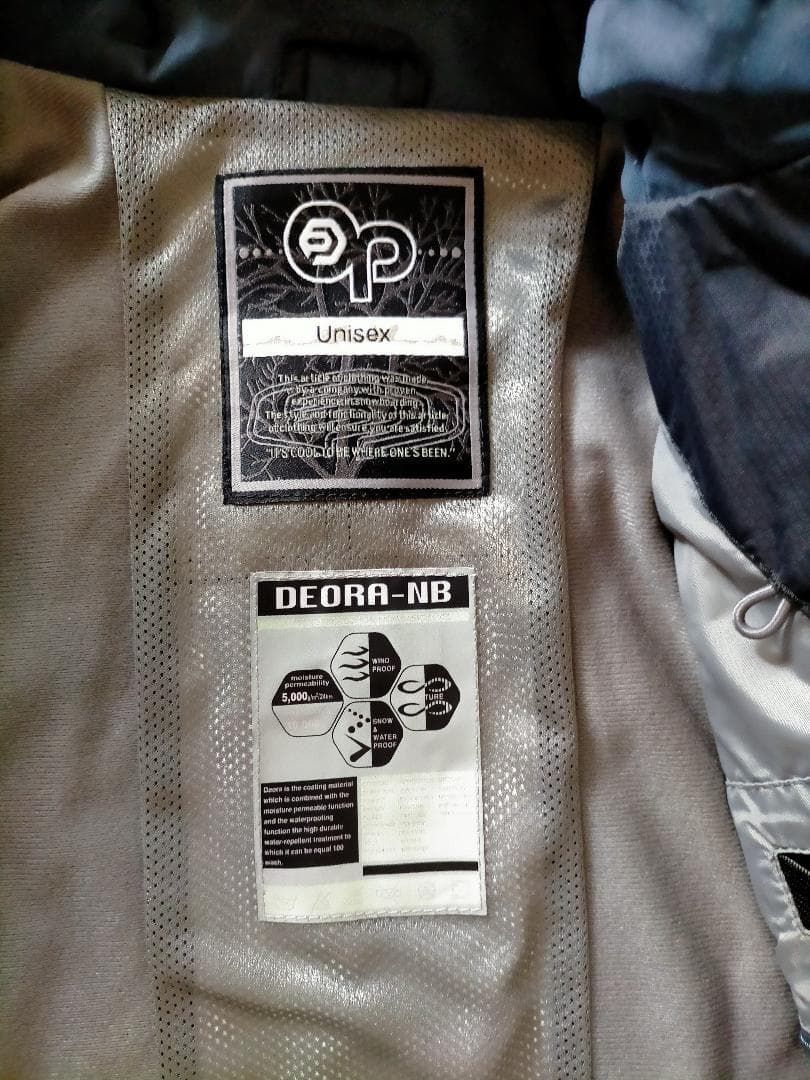 op
Unisex
This article of clothing was made
by a company with proven
experience in snowboarding
The style and functionality of this article
of clothing will ensure you are satisfied
"IT'S COOL TO BE WHERE ONE'S BEEN."
DEORA-NB
WIND
PROOF
moisture
permeability
5,000g/m²/24hrs
TURE
SNOW
&
WATER
PROOF
Deora is the coating material
which is combined with the
moisture permeable function
and the waterproofing
function the high durable
water-repellent treatment to
which it can be equal 100
wash.